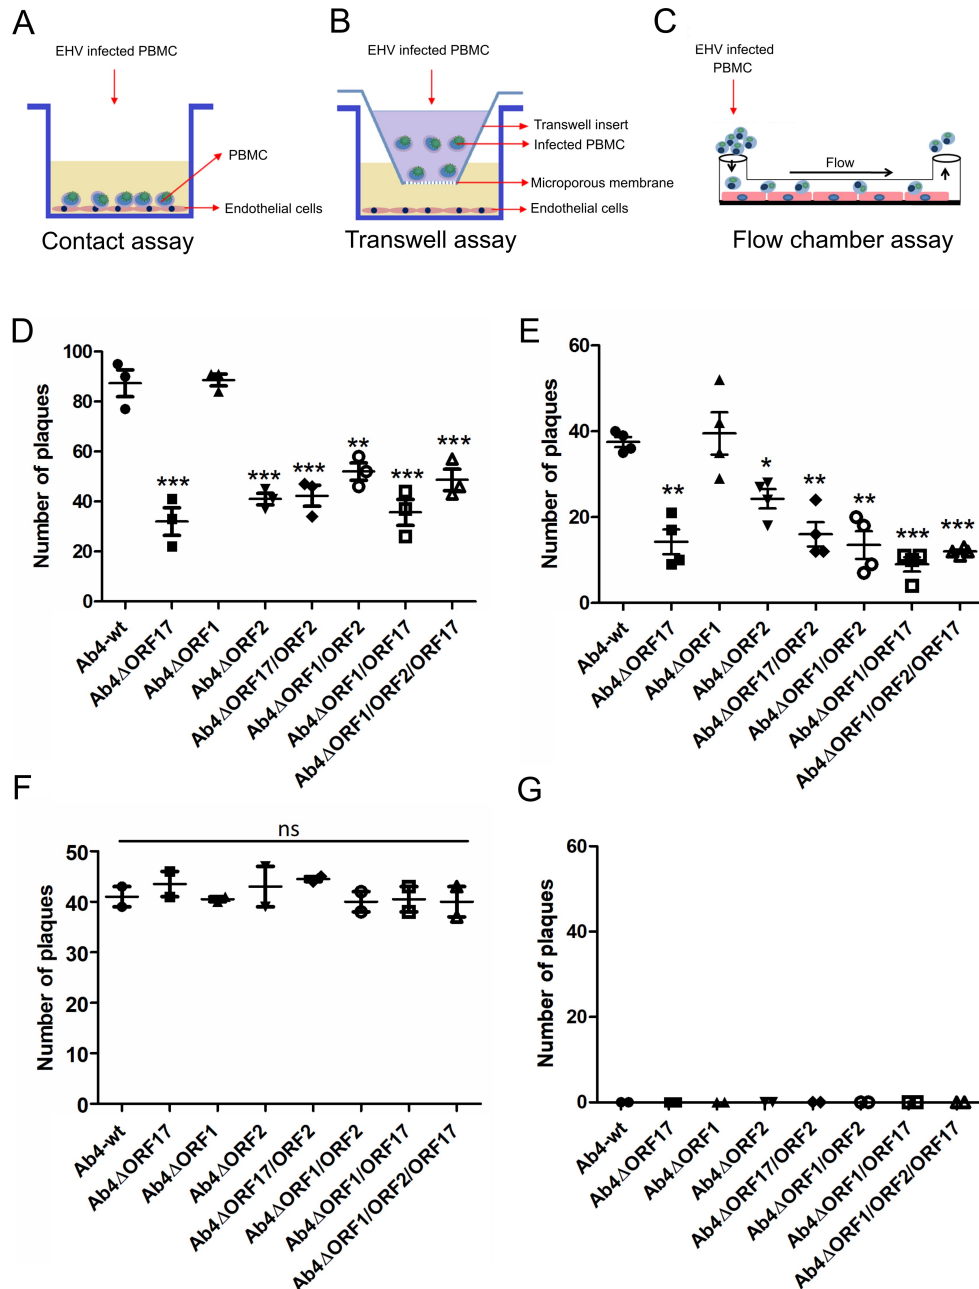 A
EHV infected PBMC
PBMC
Endothelial cells
Contact assay
B
EHV infected PBMC
Transwell insert
Infected PBMC
Microporous membrane
Endothelial cells
Transwell assay
C
EHV infected
PBMC
Flow
Flow chamber assay
D
Number of plaques
100
80
60
40
20
0
***
***
***
**
***
***
Ab4-wt
Ab4ΔORF17
Ab4ΔORF1
Ab4ΔORF2
Ab4ΔORF17/ORF2
Ab4ΔORF1/ORF2
Ab4ΔORF1/ORF17
Ab4ΔORF1/ORF2/ORF17
E
Number of plaques
60
40
20
0
**
*
**
**
***
***
Ab4-wt
Ab4ΔORF17
Ab4ΔORF1
Ab4ΔORF2
Ab4ΔORF17/ORF2
Ab4ΔORF1/ORF2
Ab4ΔORF1/ORF17
Ab4ΔORF1/ORF2/ORF17
F
ns
Number of plaques
50
40
30
20
10
0
Ab4-wt
Ab4ΔORF17
Ab4ΔORF1
Ab4ΔORF2
Ab4ΔORF17/ORF2
Ab4ΔORF1/ORF2
Ab4ΔORF1/ORF17
Ab4ΔORF1/ORF2/ORF17
G
Number of plaques
60
40
20
0
Ab4-wt
Ab4ΔORF17
Ab4ΔORF1
Ab4ΔORF2
Ab4ΔORF17/ORF2
Ab4ΔORF1/ORF2
Ab4ΔORF1/ORF17
Ab4ΔORF1/ORF2/ORF17